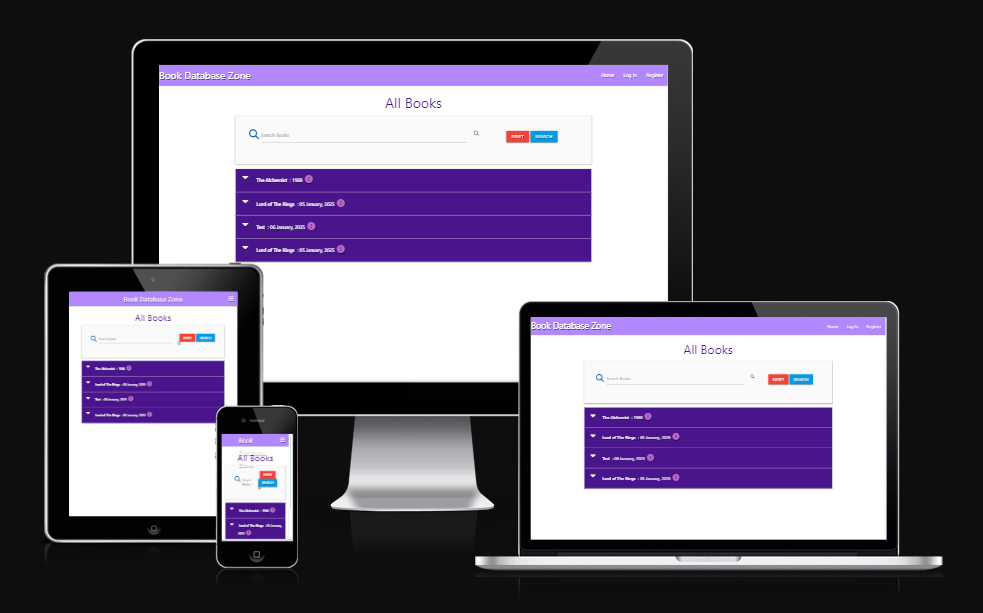 Book Database Zone
Home Log In Register
All Books
Search Books
RESET SEARCH
The Alchemist : 1988
Lord of The Rings : 05 January, 2025
Test : 06 January, 2025
Lord of The Rings : 05 January, 2025
Book Database Zone
All Books
Search Books
RESET SEARCH
The Alchemist : 1988
Lord of The Rings : 05 January, 2025
Test : 06 January, 2025
Lord of The Rings : 05 January, 2025
Book
All Books
Search
Books
RESET
SEARCH
The Alchemist : 1988
Lord of The Rings : 05 January,
2025
Book Database Zone
Home Log In Register
All Books
Search Books
RESET SEARCH
The Alchemist : 1988
Lord of The Rings : 05 January, 2025
Test : 06 January, 2025
Lord of The Rings : 05 January, 2025